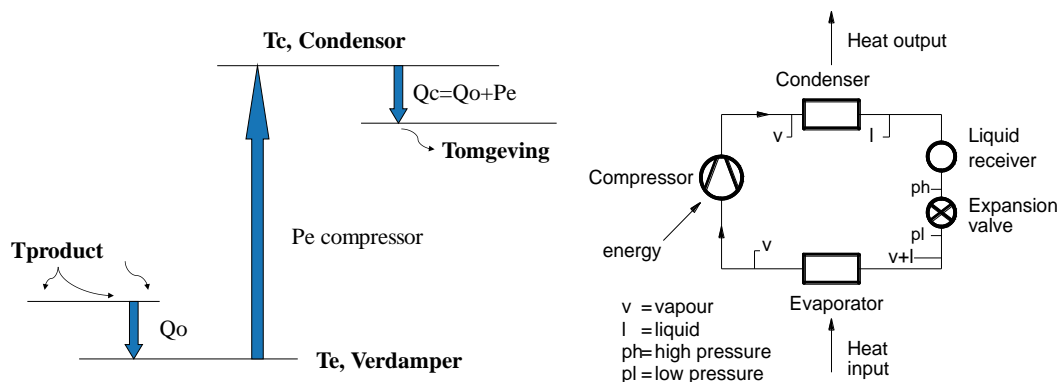 Tc, Condensor
Qc=Qo+Pe
Tomgeving
Pe compressor
Tproduct
Qo
Te, Verdamper
Heat output
Condenser
v
l
Liquid
receiver
Compressor
ph
Expansion
valve
pl
energy
v
v+l
Evaporator
v =vapour
l =liquid
ph=high pressure
pl=low pressure
Heat
input